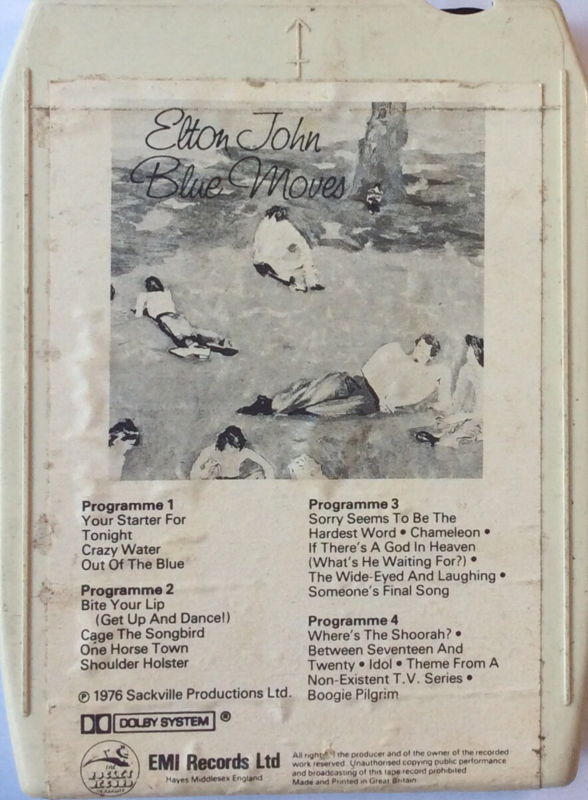 Elton John
Blue Moves
Programme 1
Your Starter For
Tonight
Crazy Water
Out Of The Blue
Programme 2
Bite Your Lip
(Get Up And Dance!)
Cage The Songbird
One Horse Town
Shoulder Holster
Programme 3
Sorry Seems To Be The
Hardest Word • Chameleon •
If There's A God In Heaven
(What's He Waiting For?) •
The Wide-Eyed And Laughing •
Someone's Final Song
Programme 4
Where's The Shoorah? •
Between Seventeen And
Twenty • Idol • Theme From A
Non-Existent T.V. Series •
Boogie Pilgrim
℗ 1976 Sackville Productions Ltd.
DOLBY SYSTEM ®
THE ROCKET RECORD
EMI Records Ltd
Hayes Middlesex England
All right the producer and of the owner of the recorded
work reserved. Unauthorised copying public performance
and broadcasting of this tape record prohibited.
Made and Printed in Great Britain